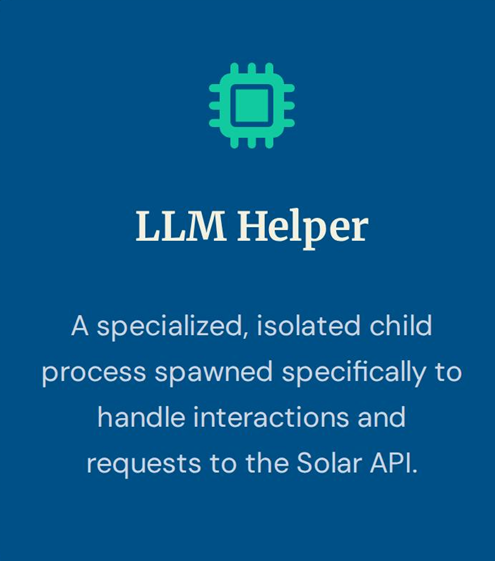 LLM Helper
A specialized, isolated child
process spawned specifically to
handle interactions and
requests to the Solar API.